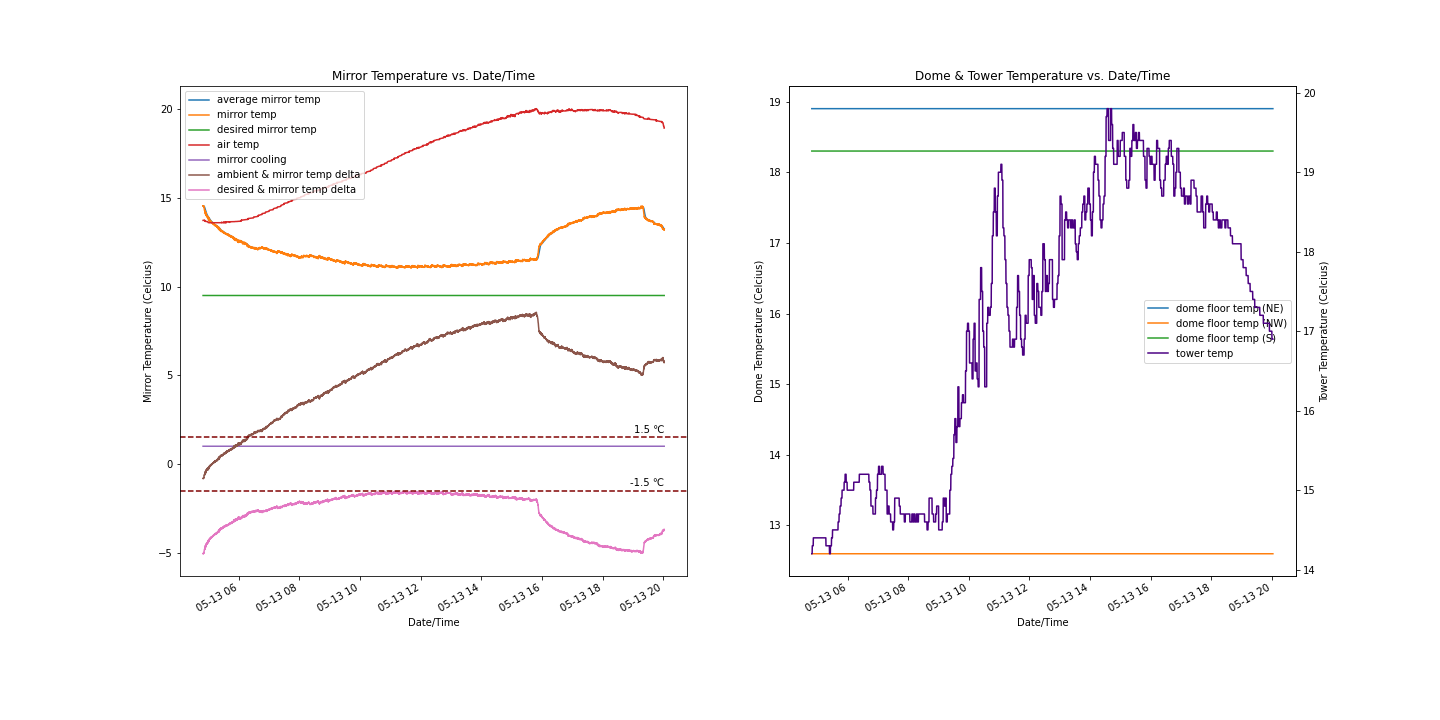 Mirror Temperature vs. Date/Time
average mirror temp
mirror temp
desired mirror temp
air temp
mirror cooling
ambient & mirror temp delta
desired & mirror temp delta
20
15
10
5
0
−5
Mirror Temperature (Celcius)
1.5 °C
-1.5 °C
05-13 06
05-13 08
05-13 10
05-13 12
05-13 14
05-13 16
05-13 18
05-13 20
Date/Time
Dome & Tower Temperature vs. Date/Time
19
18
17
16
15
14
13
Dome Temperature (Celcius)
dome floor temp (NE)
dome floor temp (NW)
dome floor temp (S)
tower temp
20
19
18
17
16
15
14
Tower Temperature (Celcius)
05-13 06
05-13 08
05-13 10
05-13 12
05-13 14
05-13 16
05-13 18
05-13 20
Date/Time